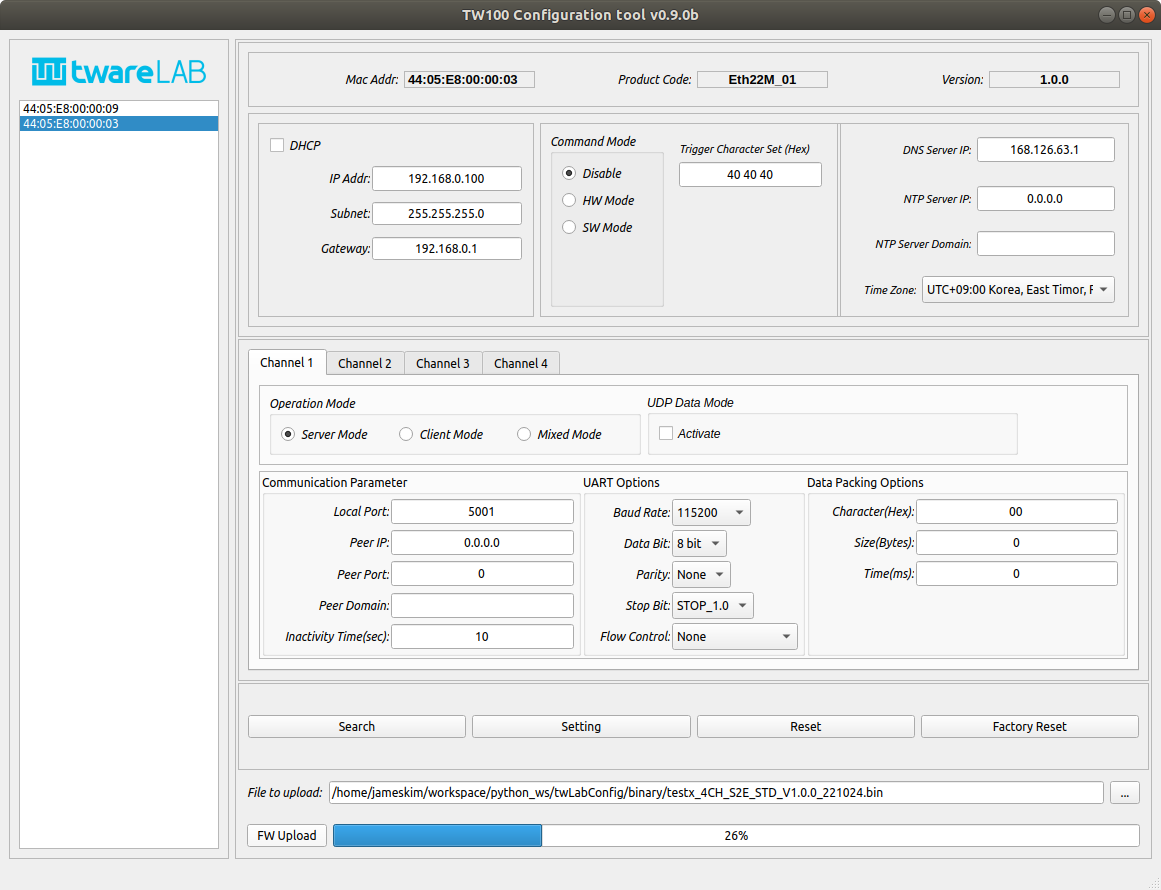 TW100 Configuration tool v0.9.0b
twareLAB
44:05:E8:00:00:09
44:05:E8:00:00:03
Mac Addr: 44:05:E8:00:00:03 Product Code: Eth22M_01 Version: 1.0.0
DHCP
IP Addr: 192.168.0.100
Subnet: 255.255.255.0
Gateway: 192.168.0.1
Command Mode
Disable
HW Mode
SW Mode
Trigger Character Set (Hex)
40 40 40
DNS Server IP: 168.126.63.1
NTP Server IP: 0.0.0.0
NTP Server Domain:
Time Zone: UTC+09:00 Korea, East Timor,
Channel 1 Channel 2 Channel 3 Channel 4
Operation Mode
Server Mode Client Mode Mixed Mode
UDP Data Mode
Activate
Communication Parameter
Local Port: 5001
Peer IP: 0.0.0.0
Peer Port: 0
Peer Domain:
Inactivity Time(sec): 10
UART Options
Baud Rate: 115200
Data Bit: 8 bit
Parity: None
Stop Bit: STOP_1.0
Flow Control: None
Data Packing Options
Character(Hex): 00
Size(Bytes): 0
Time(ms): 0
Search Setting Reset Factory Reset
File to upload: /home/jameskim/workspace/python_ws/twLabConfig/binary/testx_4CH_S2E_STD_V1.0.0_221024.bin ...
FW Upload 26%